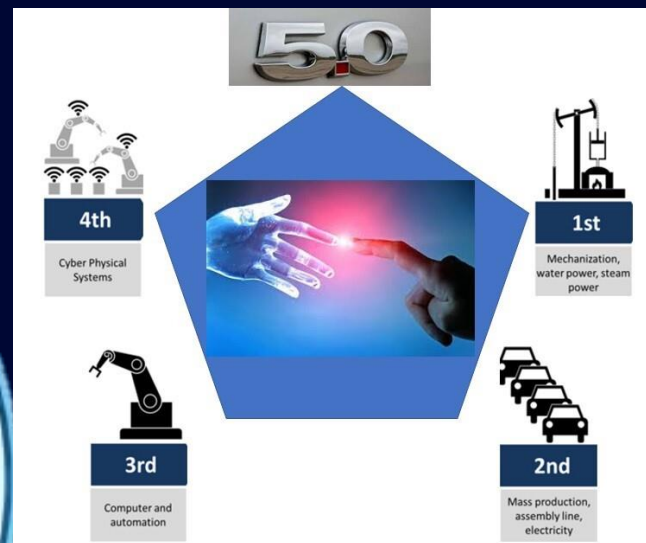 5.0
4th
Cyber Physical
Systems
1st
Mechanization,
water power, steam
power
3rd
Computer and
automation
2nd
Mass production,
assembly line,
electricity